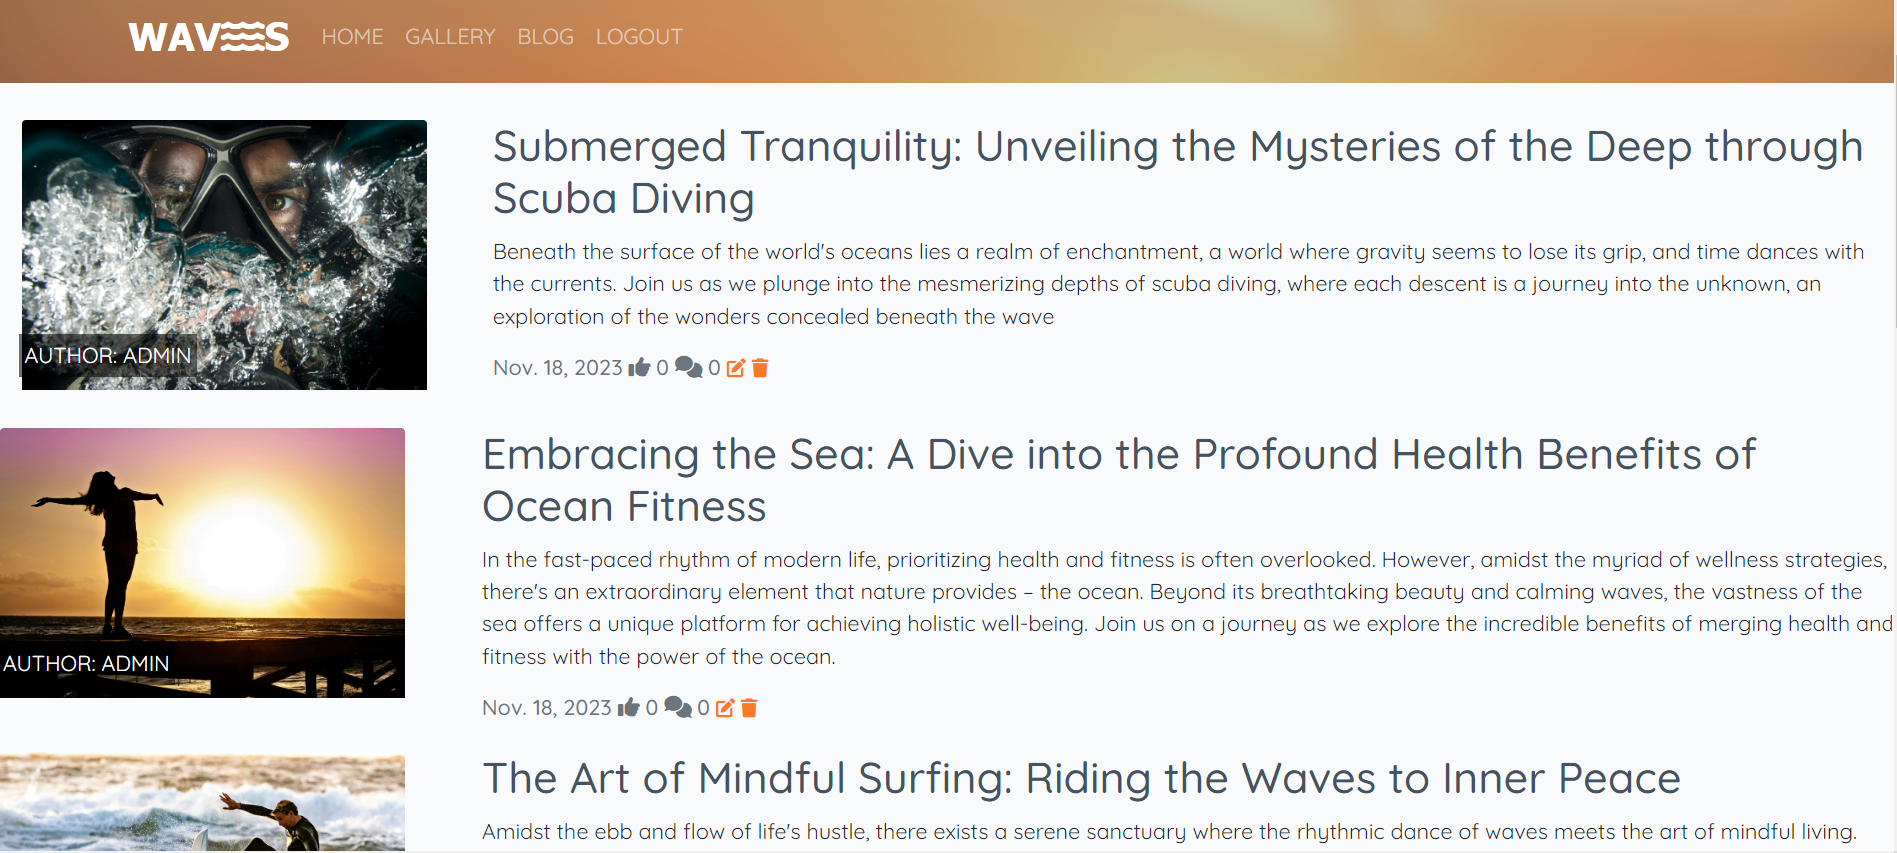 WAVES HOME GALLERY BLOG LOGOUT
Submerged Tranquility: Unveiling the Mysteries of the Deep through
Scuba Diving
Beneath the surface of the world's oceans lies a realm of enchantment, a world where gravity seems to lose its grip, and time dances with
the currents. Join us as we plunge into the mesmerizing depths of scuba diving, where each descent is a journey into the unknown, an
exploration of the wonders concealed beneath the wave
AUTHOR: ADMIN
Nov. 18, 2023 0 0
Embracing the Sea: A Dive into the Profound Health Benefits of
Ocean Fitness
In the fast-paced rhythm of modern life, prioritizing health and fitness is often overlooked. However, amidst the myriad of wellness strategies,
there's an extraordinary element that nature provides – the ocean. Beyond its breathtaking beauty and calming waves, the vastness of the
sea offers a unique platform for achieving holistic well-being. Join us on a journey as we explore the incredible benefits of merging health and
fitness with the power of the ocean.
AUTHOR: ADMIN
Nov. 18, 2023 0 0
The Art of Mindful Surfing: Riding the Waves to Inner Peace
Amidst the ebb and flow of life's hustle, there exists a serene sanctuary where the rhythmic dance of waves meets the art of mindful living.